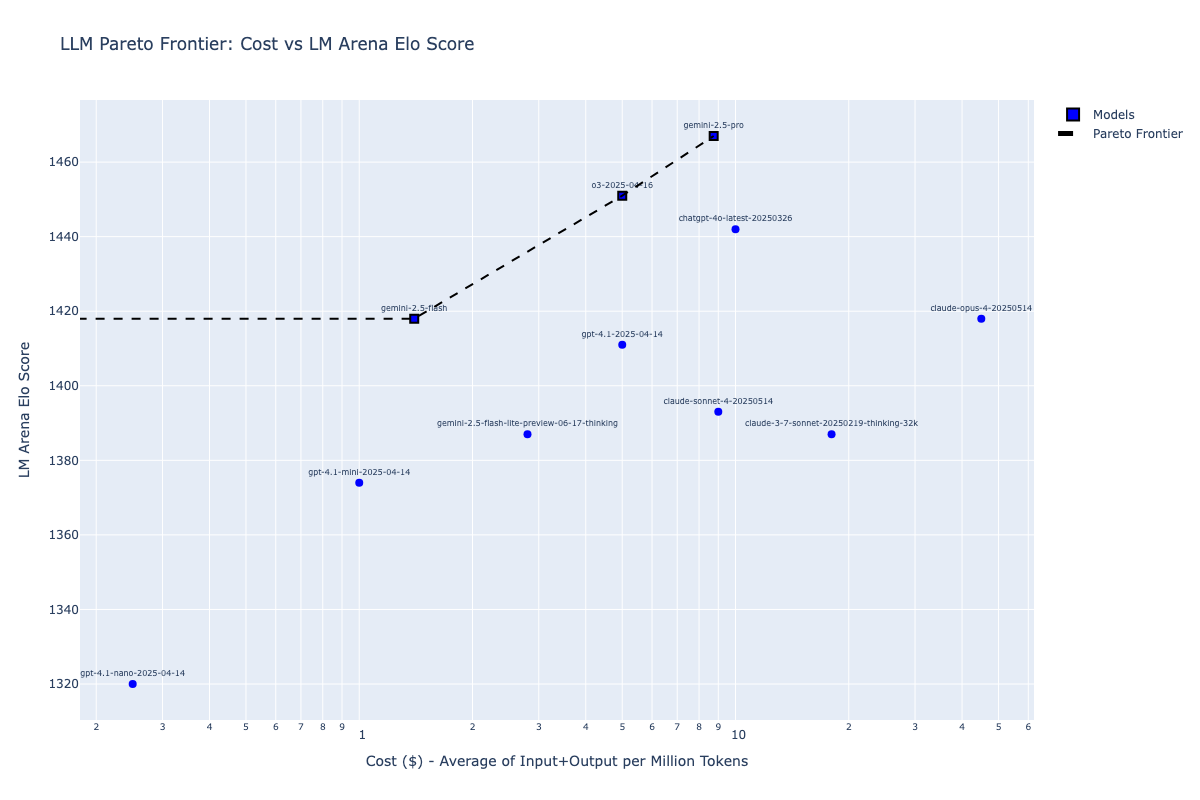 LLM Pareto Frontier: Cost vs LM Arena Elo Score
Models
Pareto Frontier
gemini-2.5-pro
o3-2025-04-16
chatgpt-4o-latest-20250326
gemini-2.5-flash
claude-opus-4-20250514
gpt-4.1-2025-04-14
claude-sonnet-4-20250514
gemini-2.5-flash-lite-preview-06-17-thinking
claude-3-7-sonnet-20250219-thinking-32k
gpt-4.1-mini-2025-04-14
gpt-4.1-nano-2025-04-14
1460
1440
1420
1400
1380
1360
1340
1320
LM Arena Elo Score
2 3 4 5 6 7 8 9 1 2 3 4 5 6 7 8 9 10 2 3 4 5 6
Cost ($) - Average of Input+Output per Million Tokens